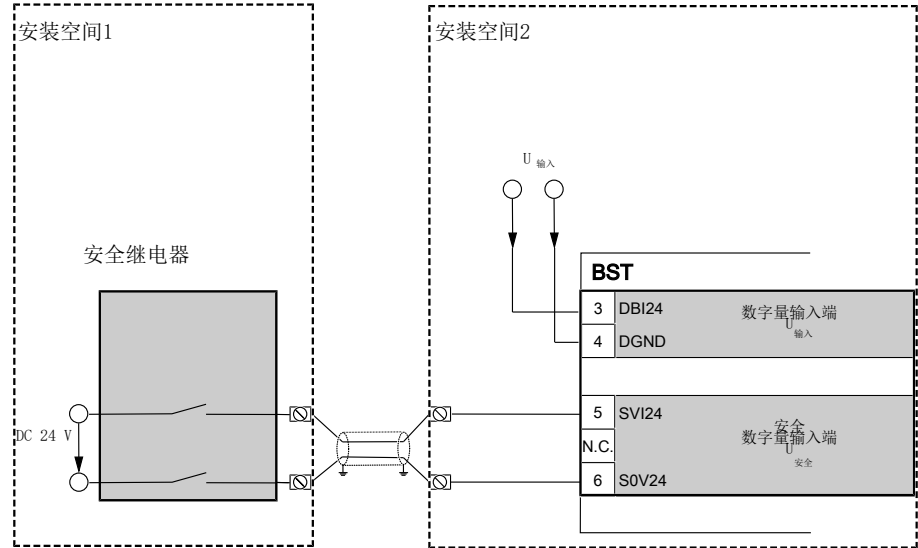 安装空间1
安装空间2
U 输入
安全继电器
BST
3 DBI24
数字量输入端
U 输入
4 DGND
DC 24 V
5 SVI24
安全
数字量输入端
U 安全
N.C.
6 S0V24